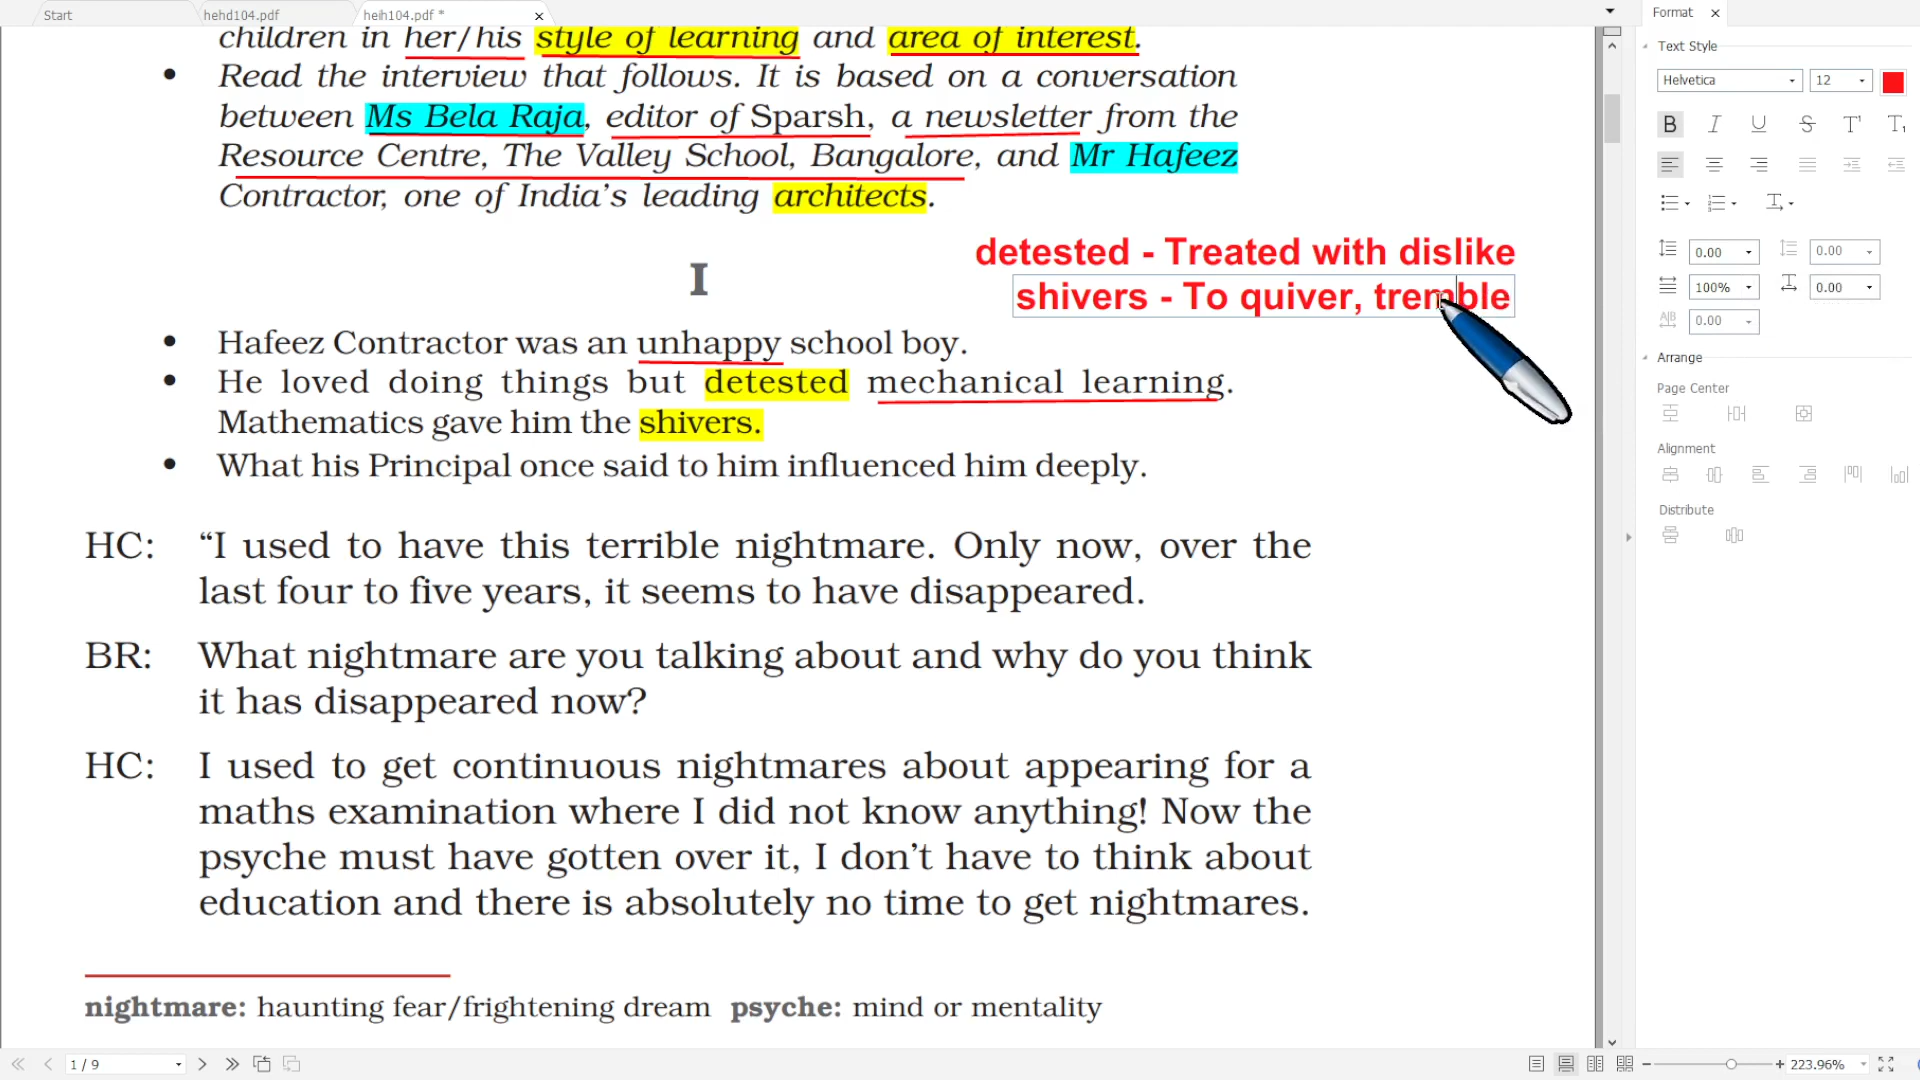 Start
hehd104.pdf
heih104.pdf *
Format
children in her/his style of learning and area of interest.
• Read the interview that follows. It is based on a conversation
between Ms Bela Raja, editor of Sparsh, a newsletter from the
Resource Centre, The Valley School, Bangalore, and Mr Hafeez
Contractor, one of India's leading architects.
detested - Treated with dislike
shivers - To quiver, tremble
I
• Hafeez Contractor was an unhappy school boy.
• He loved doing things but detested mechanical learning.
Mathematics gave him the shivers.
• What his Principal once said to him influenced him deeply.
HC: “I used to have this terrible nightmare. Only now, over the
last four to five years, it seems to have disappeared.
BR: What nightmare are you talking about and why do you think
it has disappeared now?
HC: I used to get continuous nightmares about appearing for a
maths examination where I did not know anything! Now the
psyche must have gotten over it, I don't have to think about
education and there is absolutely no time to get nightmares.
nightmare: haunting fear/frightening dream psyche: mind or mentality
Text Style
Helvetica 12
0.00 0.00
100% 0.00
0.00
Arrange
Page Center
Alignment
Distribute
1 / 9
223.96%